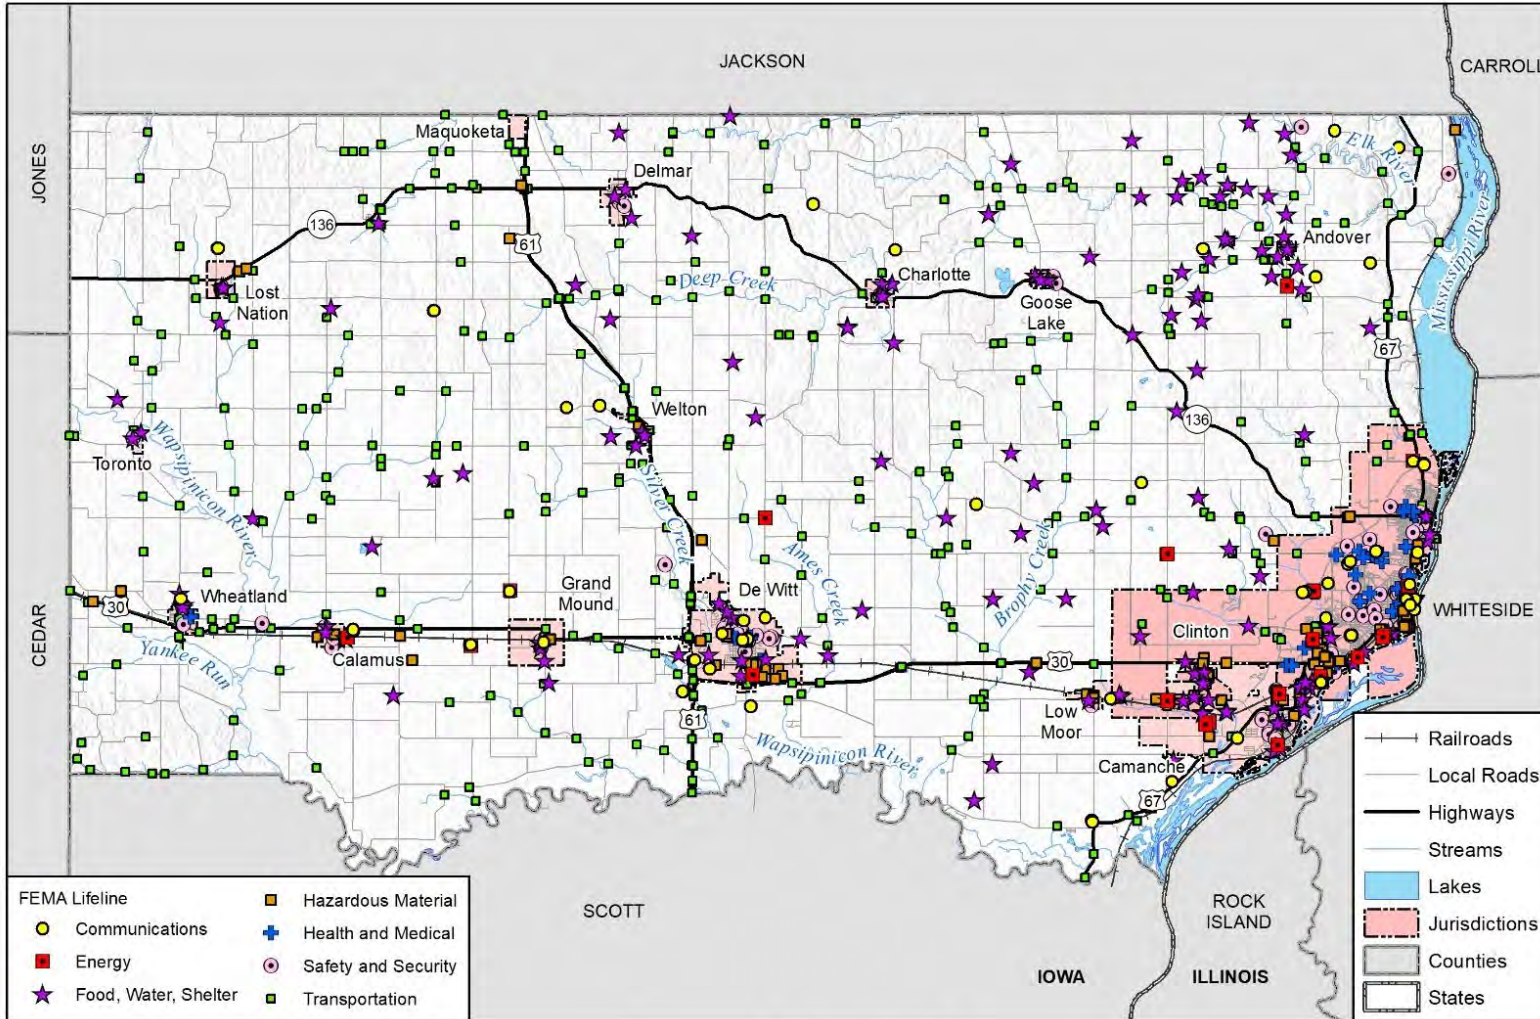 JACKSON
CARROLL
JONES
Maquoketa
Delmar
Elk River
136
61
Andover
Mississippi River
Lost
Nation
Deep Creek
Charlotte
Goose
Lake
67
Welton
136
Toronto
Wapsipinicon River
Silver Creek
Ames Creek
Brophy Creek
Grand
Mound
De Witt
Wheatland
30
WHITESIDE
CEDAR
Clinton
Yankee Run
Calamus
30
61
Low
Moor
Wapsipinicon River
Camanche
67
SCOTT
ROCK
ISLAND
IOWA
ILLINOIS
FEMA Lifeline
Communications
Energy
Food, Water, Shelter
Hazardous Material
Health and Medical
Safety and Security
Transportation
Railroads
Local Roads
Highways
Streams
Lakes
Jurisdictions
Counties
States